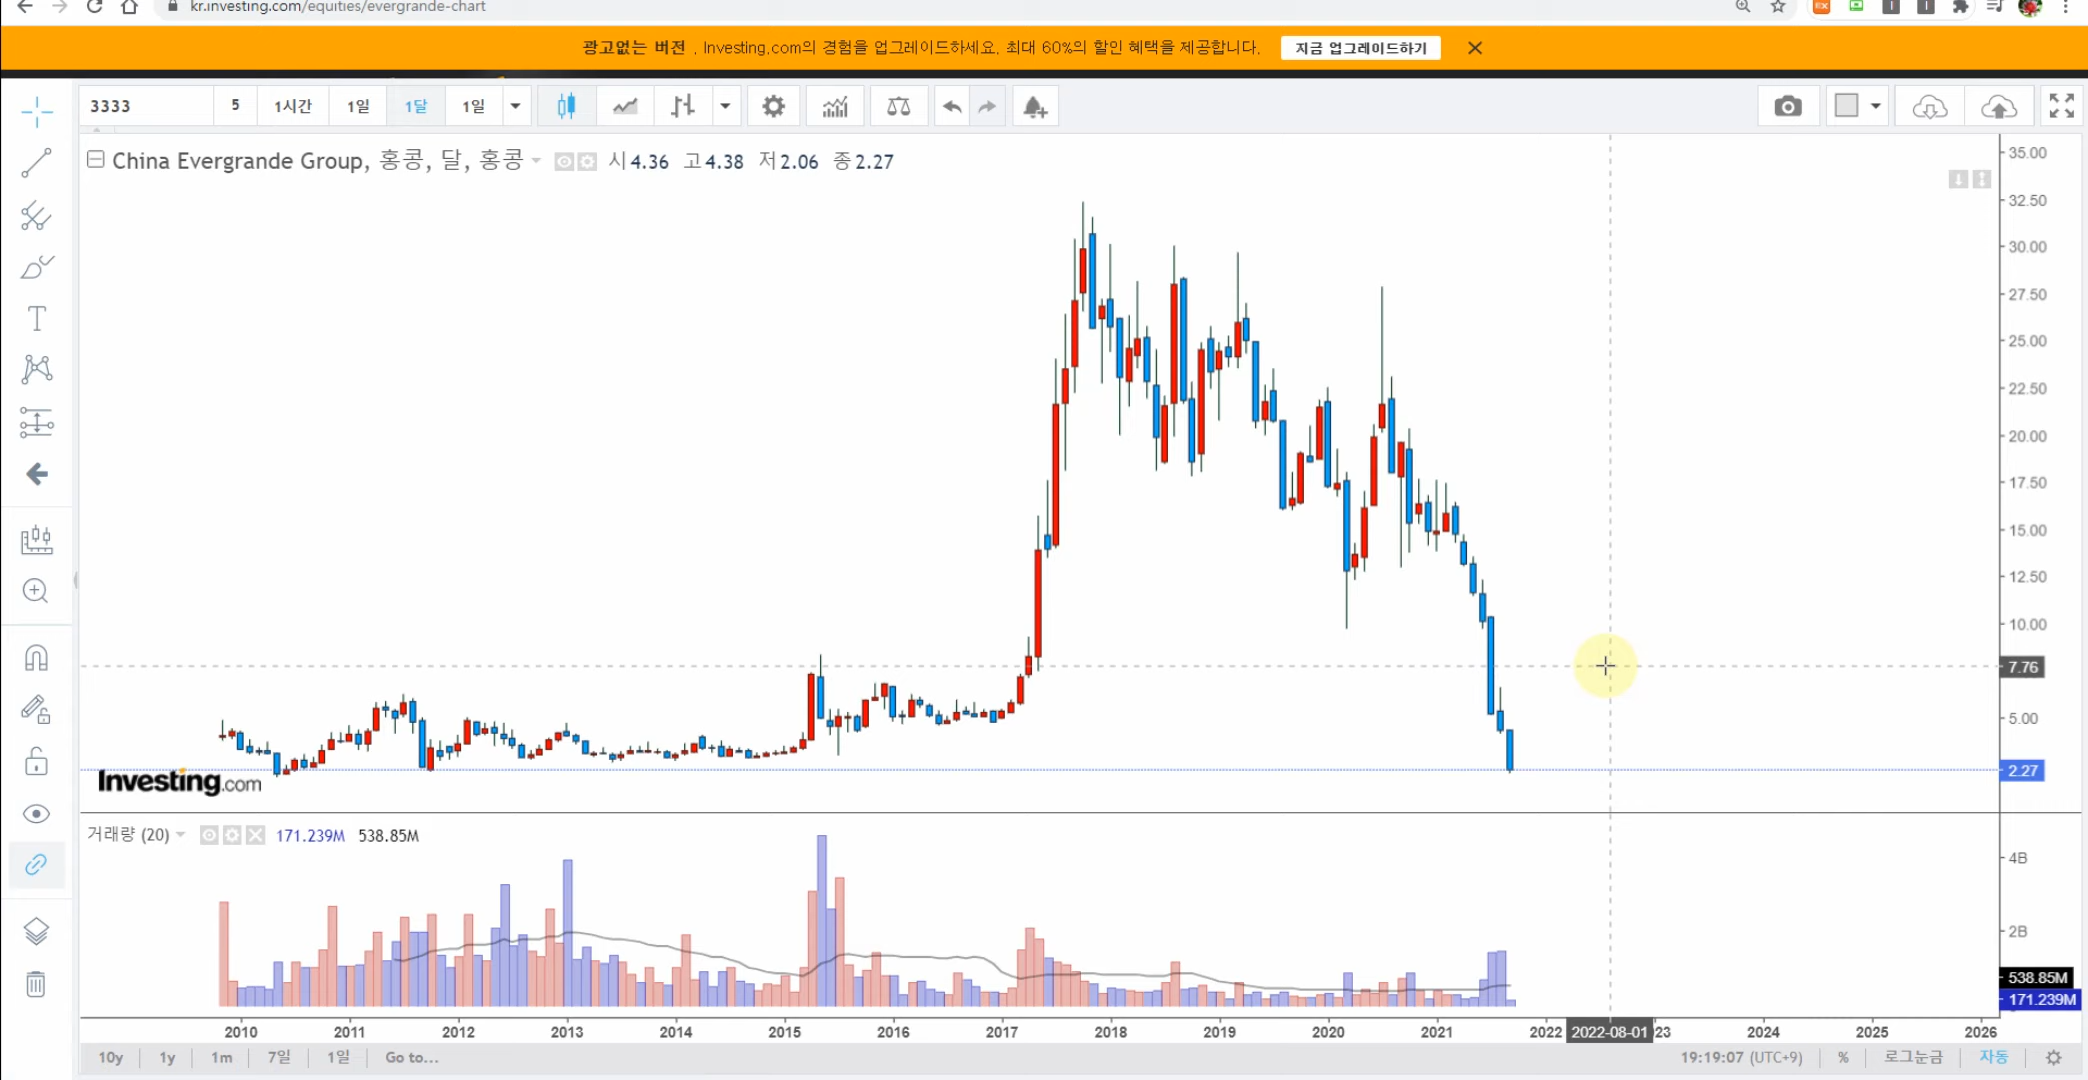 kr.investing.com/equities/evergrande-chart
광고없는 버전 . Investing.com의 경험을 업그레이드하세요. 최대 60%의 할인 혜택을 제공합니다. 지금 업그레이드하기
3333 5 1시간 1일 1달 1일
China Evergrande Group, 홍콩, 달, 홍콩 시 4.36 고 4.38 저 2.06 종 2.27
35.00
32.50
30.00
27.50
25.00
22.50
20.00
17.50
15.00
12.50
10.00
7.76
5.00
2.27
Investing.com
거래량 (20) 171.239M 538.85M
4B
2B
538.85M
171.239M
2010 2011 2012 2013 2014 2015 2016 2017 2018 2019 2020 2021 2022 2022-08-01 23 2024 2025 2026
10y 1y 1m 7일 1일 Go to... 19:19:07 (UTC+9) % 로그눈금 자동